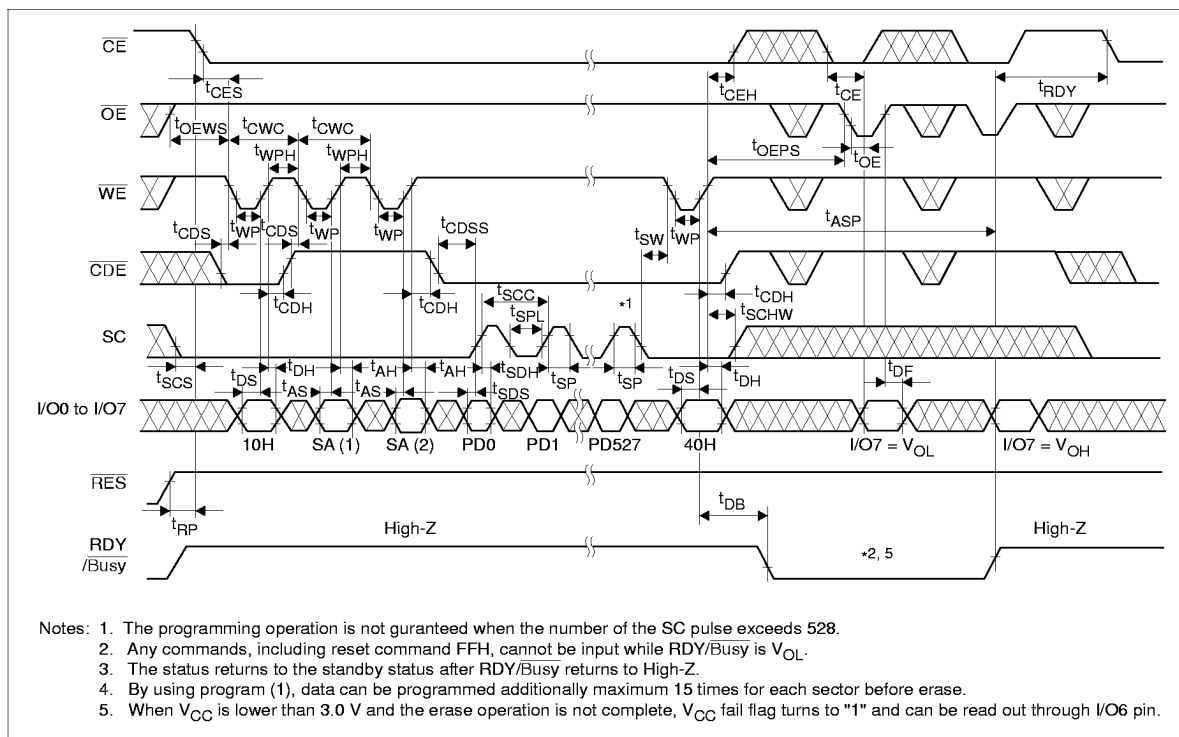 CE
tCES
tCEH
tCE
tRDY
OE
tOEWS
tCWC
tCWC
tWPH
tWPH
tOEPS
tOE
WE
tCDS
tWP
tCDS
tWP
tWP
tCDSS
tSW
tWP
tASP
CDE
tCDH
tCDH
tSCC
tSPL
*1
tCDH
tSCHW
SC
tSCS
tDS
tDH
tAS
tAH
tAS
tAH
tSDH
tSDS
tSP
tSP
tDS
tDH
tDF
I/O0 to I/O7
10H
SA (1)
SA (2)
PD0
PD1
PD527
40H
I/O7 = VOL
I/O7 = VOH
RES
tRP
High-Z
tDB
High-Z
RDY
/Busy
*2, 5
Notes: 1. The programming operation is not guranteed when the number of the SC pulse exceeds 528.
2. Any commands, including reset command FFH, cannot be input while RDY/Busy is VOL.
3. The status returns to the standby status after RDY/Busy returns to High-Z.
4. By using program (1), data can be programmed additionally maximum 15 times for each sector before erase.
5. When VCC is lower than 3.0 V and the erase operation is not complete, VCC fail flag turns to "1" and can be read out through I/O6 pin.